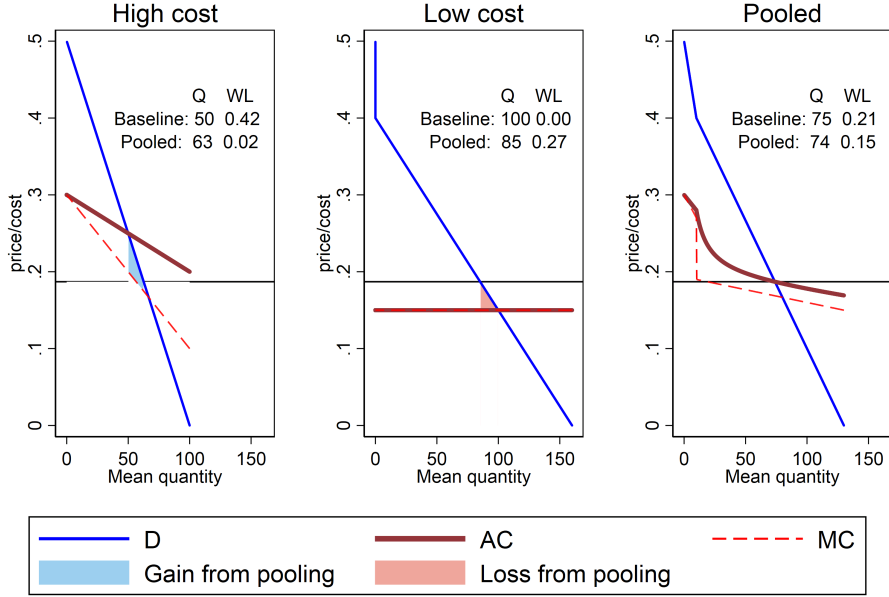 High cost
Low cost
Pooled
price/cost
.5
.4
.3
.2
.1
0
Q WL
Baseline: 50 0.42
Pooled: 63 0.02
0 50 100 150
Mean quantity
price/cost
.5
.4
.3
.2
.1
0
Q WL
Baseline: 100 0.00
Pooled: 85 0.27
0 50 100 150
Mean quantity
price/cost
.5
.4
.3
.2
.1
0
Q WL
Baseline: 75 0.21
Pooled: 74 0.15
0 50 100 150
Mean quantity
D AC MC
Gain from pooling Loss from pooling